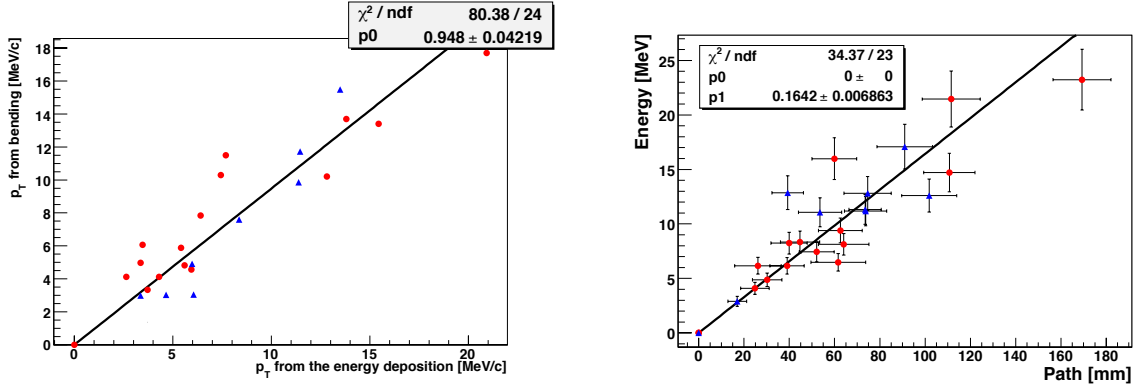 χ² / ndf 80.38 / 24
p0 0.948 ± 0.04219
p_T from bending [MeV/c]
18
16
14
12
10
8
6
4
2
0
0 5 10 15 20
p_T from the energy deposition [MeV/c]
χ² / ndf 34.37 / 23
p0 0 ± 0
p1 0.1642 ± 0.006863
Energy [MeV]
25
20
15
10
5
0
0 20 40 60 80 100 120 140 160 180
Path [mm]